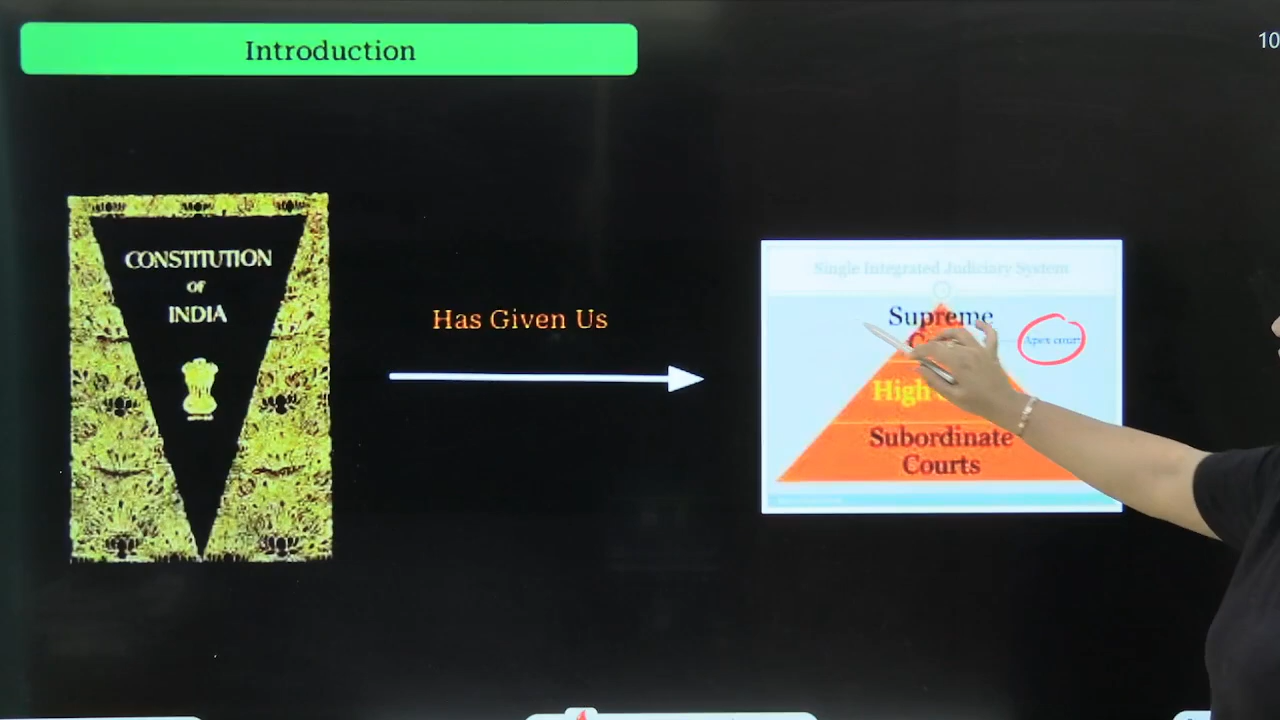 Introduction
10
CONSTITUTION
OF
INDIA
Has Given Us
Single Integrated Judiciary System
Supreme
Apex court
High
Subordinate
Courts